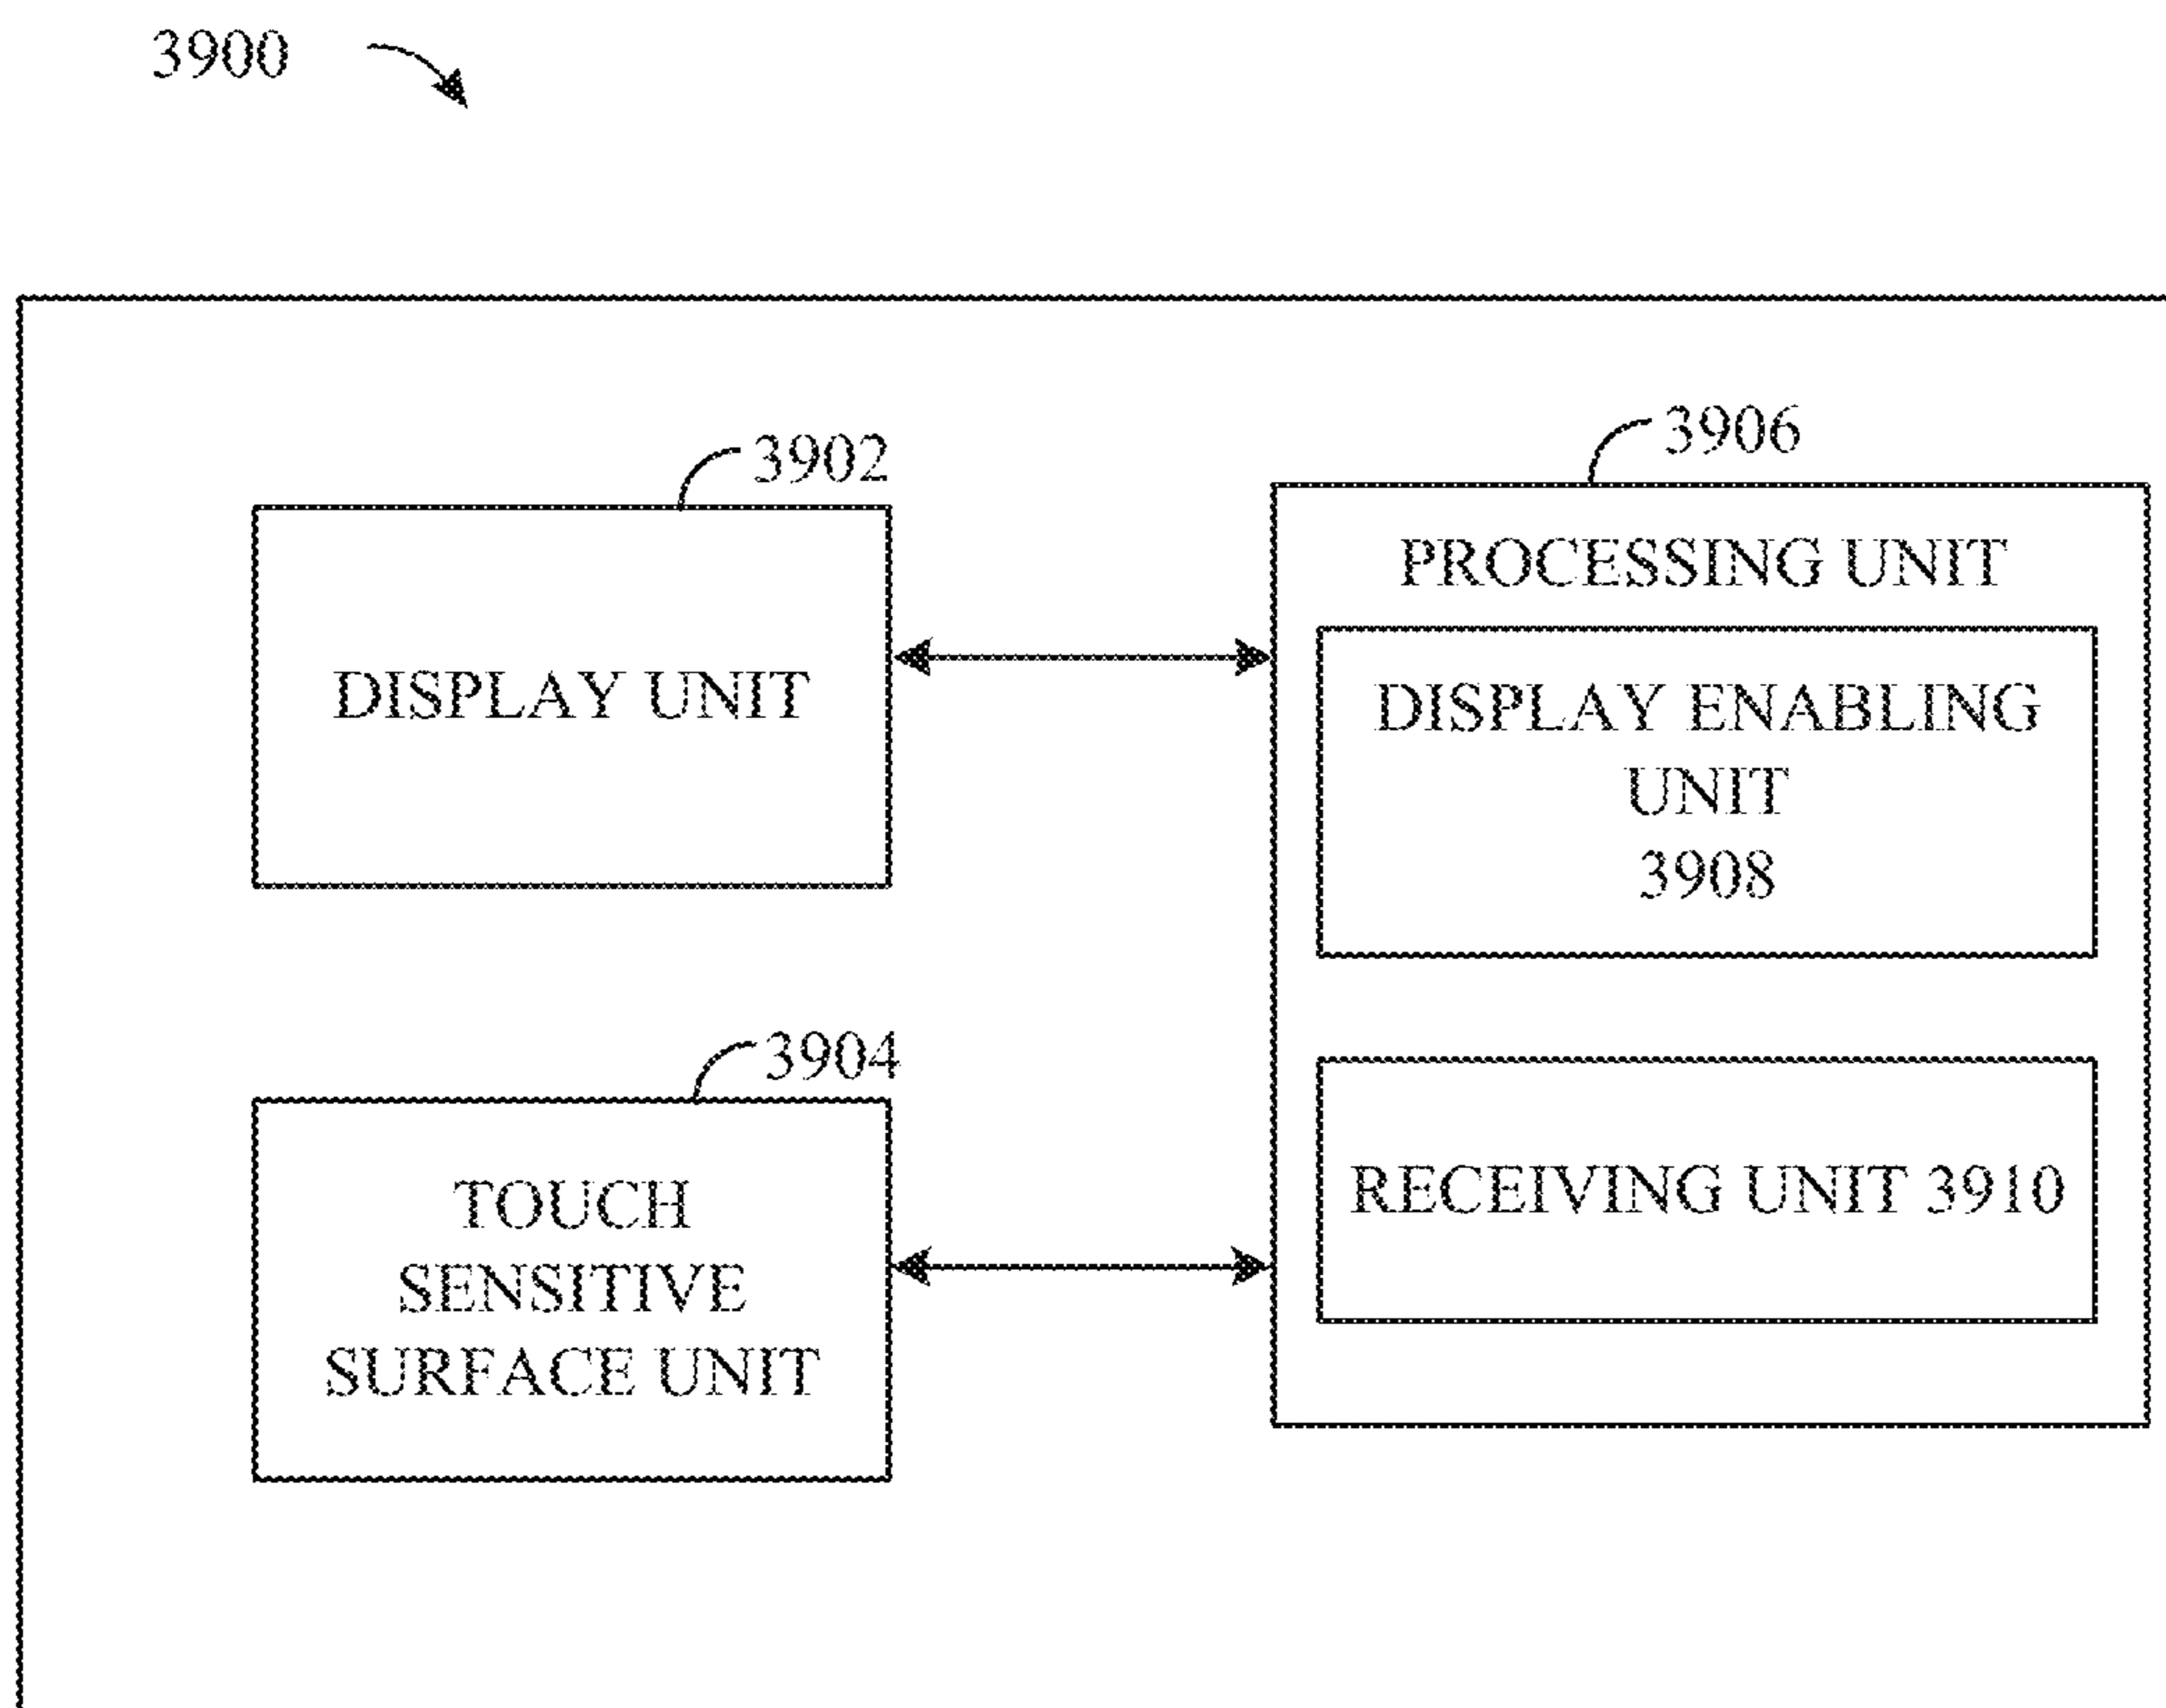 3900
3902
DISPLAY UNIT
3904
TOUCH
SENSITIVE
SURFACE UNIT
3906
PROCESSING UNIT
DISPLAY ENABLING
UNIT
3908
RECEIVING UNIT 3910